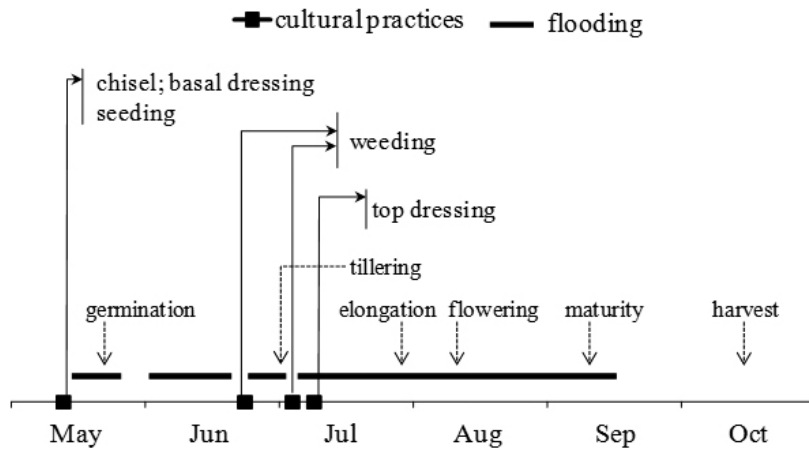 cultural practices flooding
chisel; basal dressing
seeding
weeding
top dressing
tillering
germination elongation flowering maturity harvest
May Jun Jul Aug Sep Oct